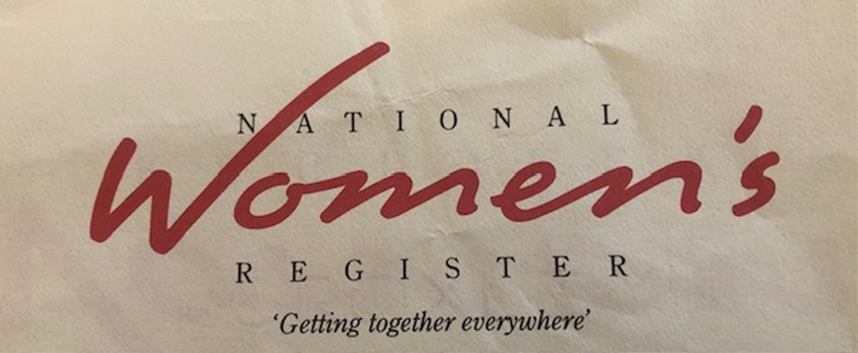 NATIONAL
Women's
REGISTER
'Getting together everywhere'